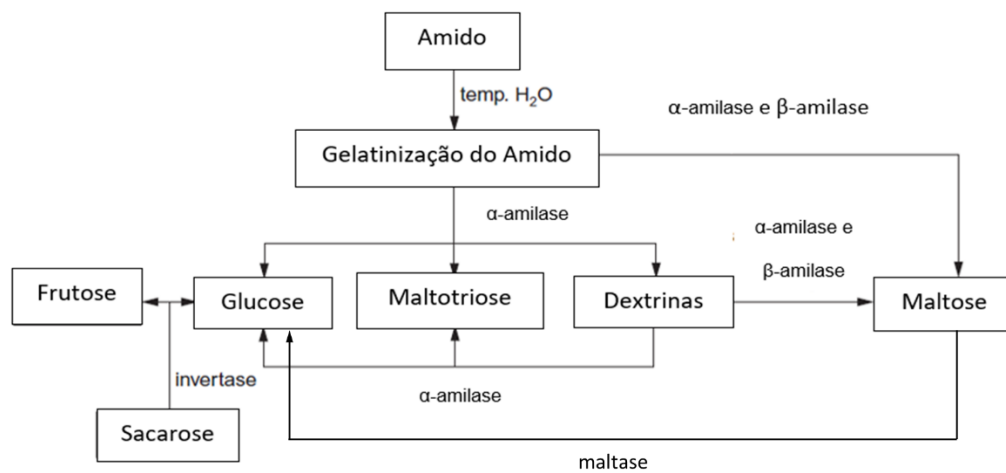 Amido
temp. H₂O
α-amilase e β-amilase
Gelatinização do Amido
α-amilase
α-amilase e
β-amilase
Frutose
Glucose
Maltotriose
Dextrinas
Maltose
invertase
α-amilase
Sacarose
maltase